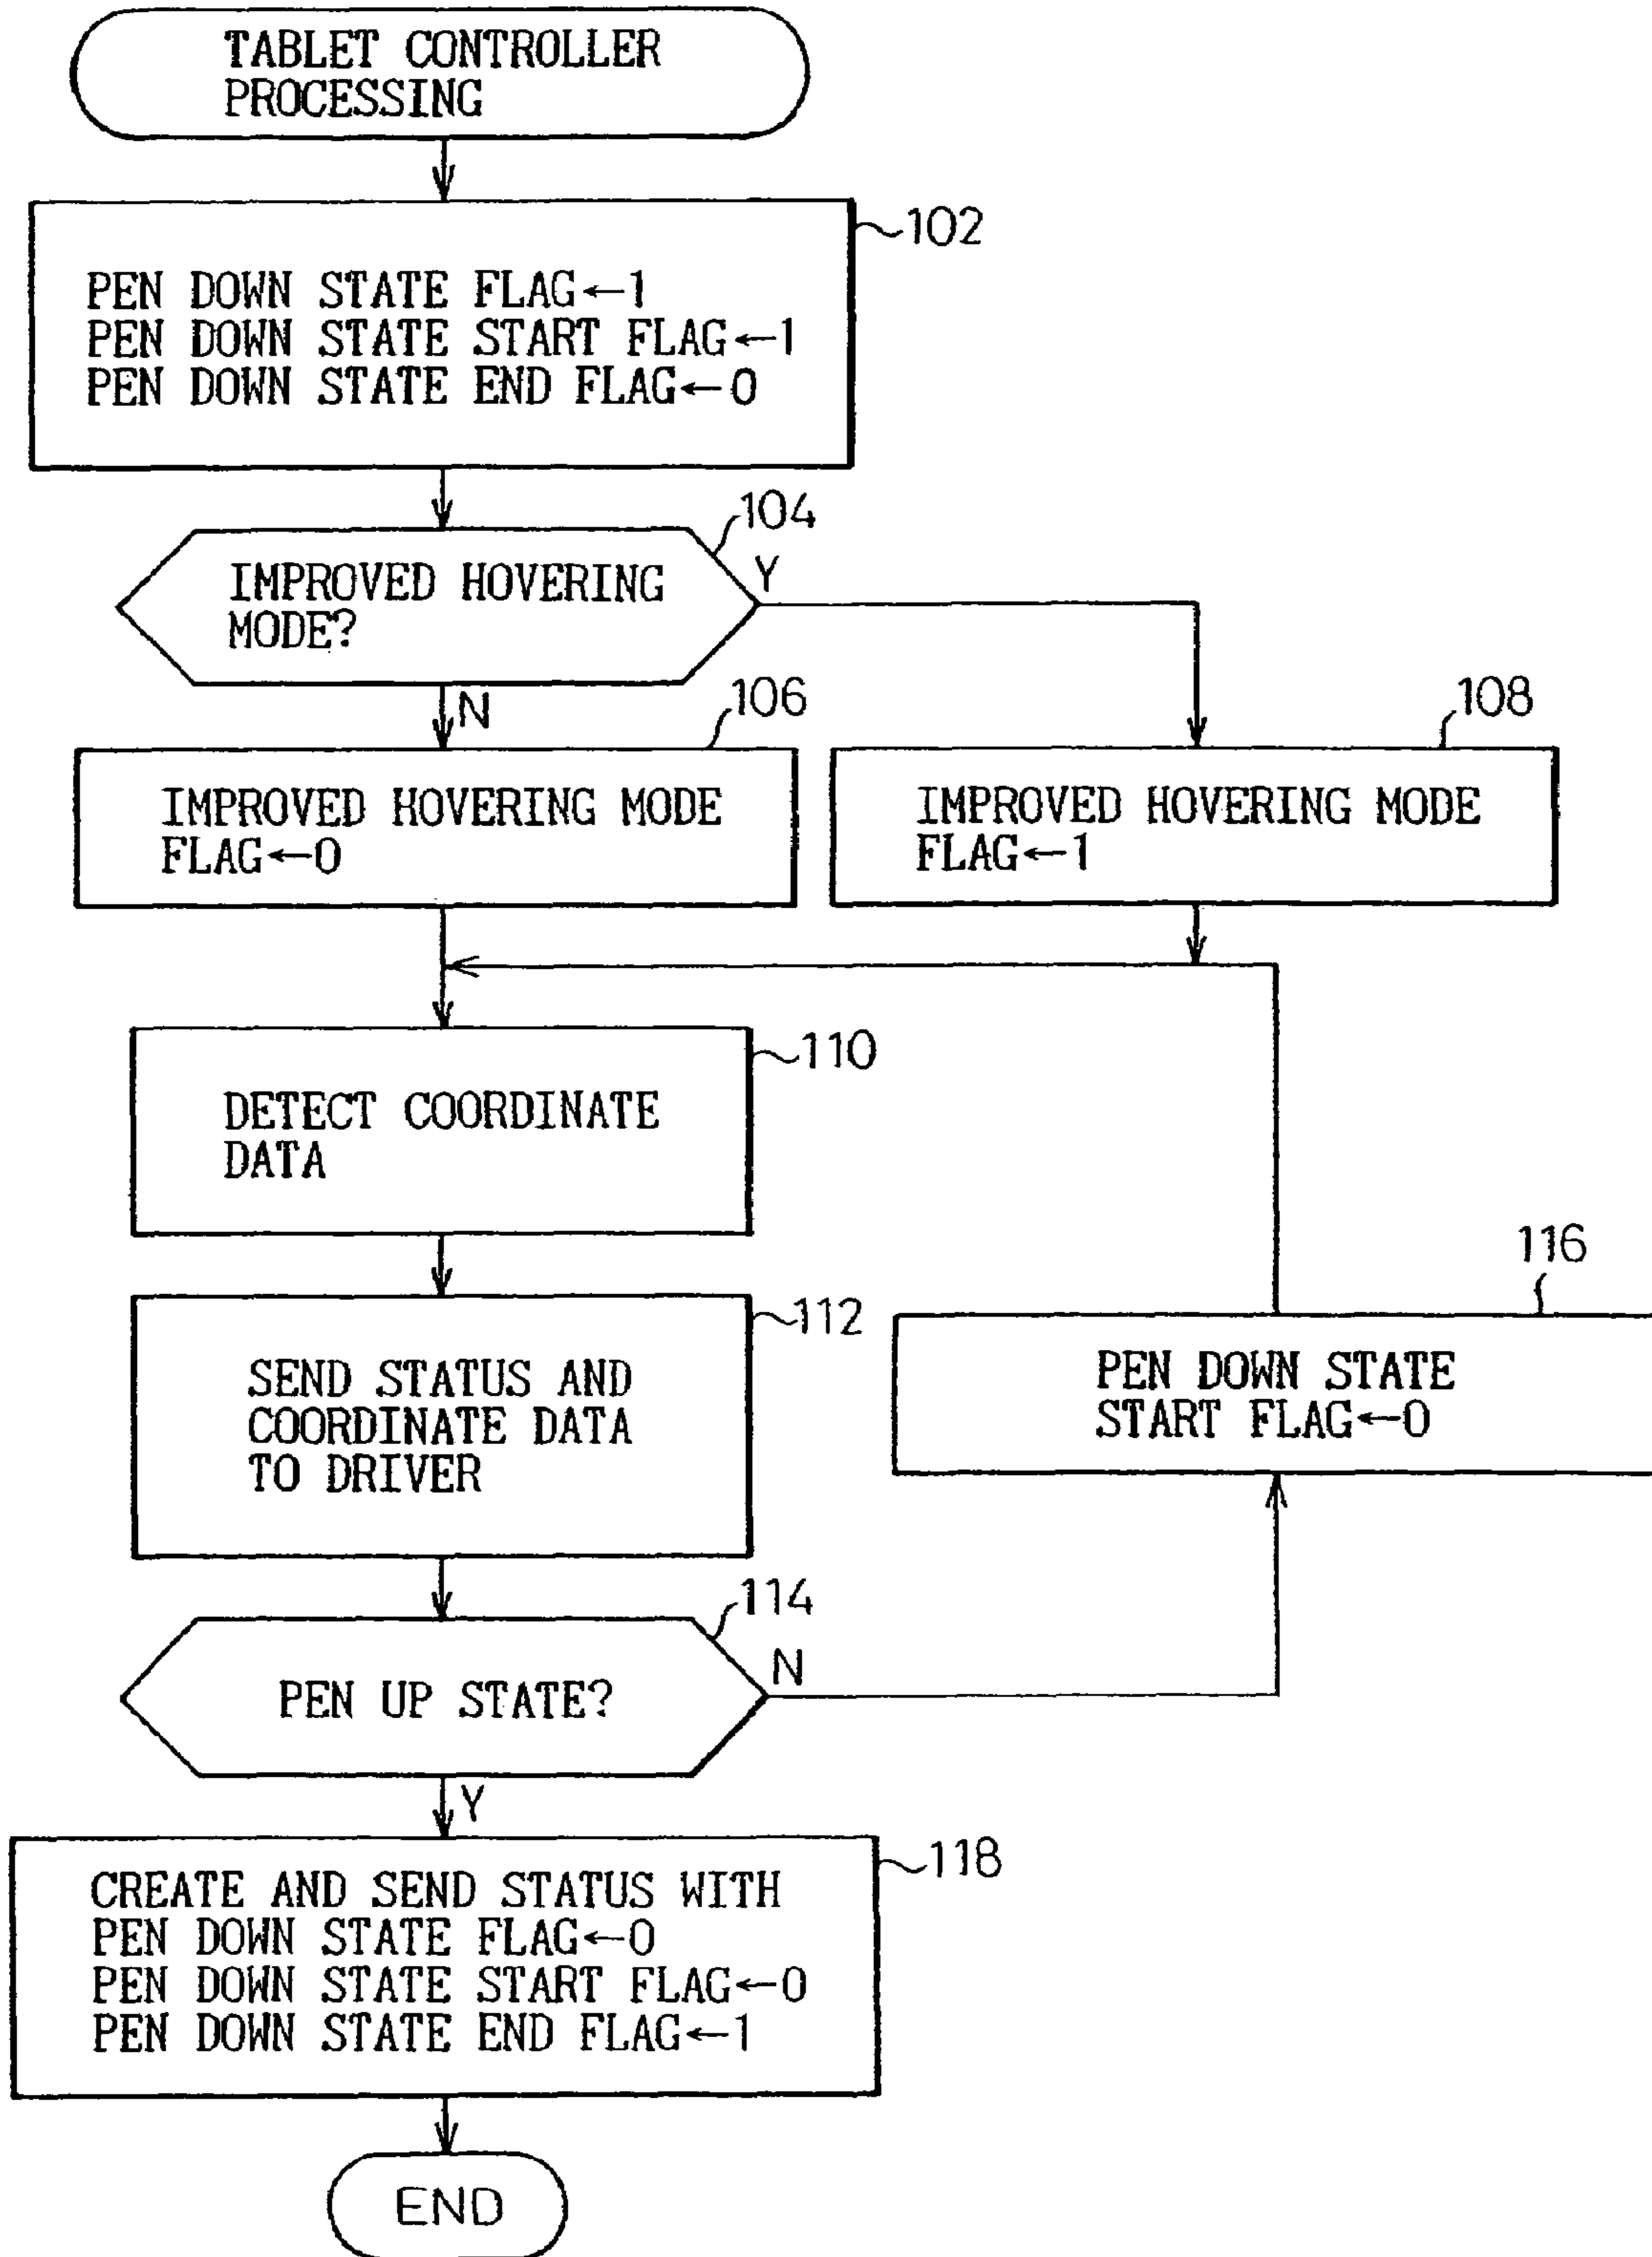 TABLET CONTROLLER
PROCESSING
102
PEN DOWN STATE FLAG←1
PEN DOWN STATE START FLAG←1
PEN DOWN STATE END FLAG←0
104
IMPROVED HOVERING
MODE?
Y
N
106
IMPROVED HOVERING MODE
FLAG←0
108
IMPROVED HOVERING MODE
FLAG←1
110
DETECT COORDINATE
DATA
112
SEND STATUS AND
COORDINATE DATA
TO DRIVER
116
PEN DOWN STATE
START FLAG←0
114
PEN UP STATE?
N
Y
118
CREATE AND SEND STATUS WITH
PEN DOWN STATE FLAG←0
PEN DOWN STATE START FLAG←0
PEN DOWN STATE END FLAG←1
END